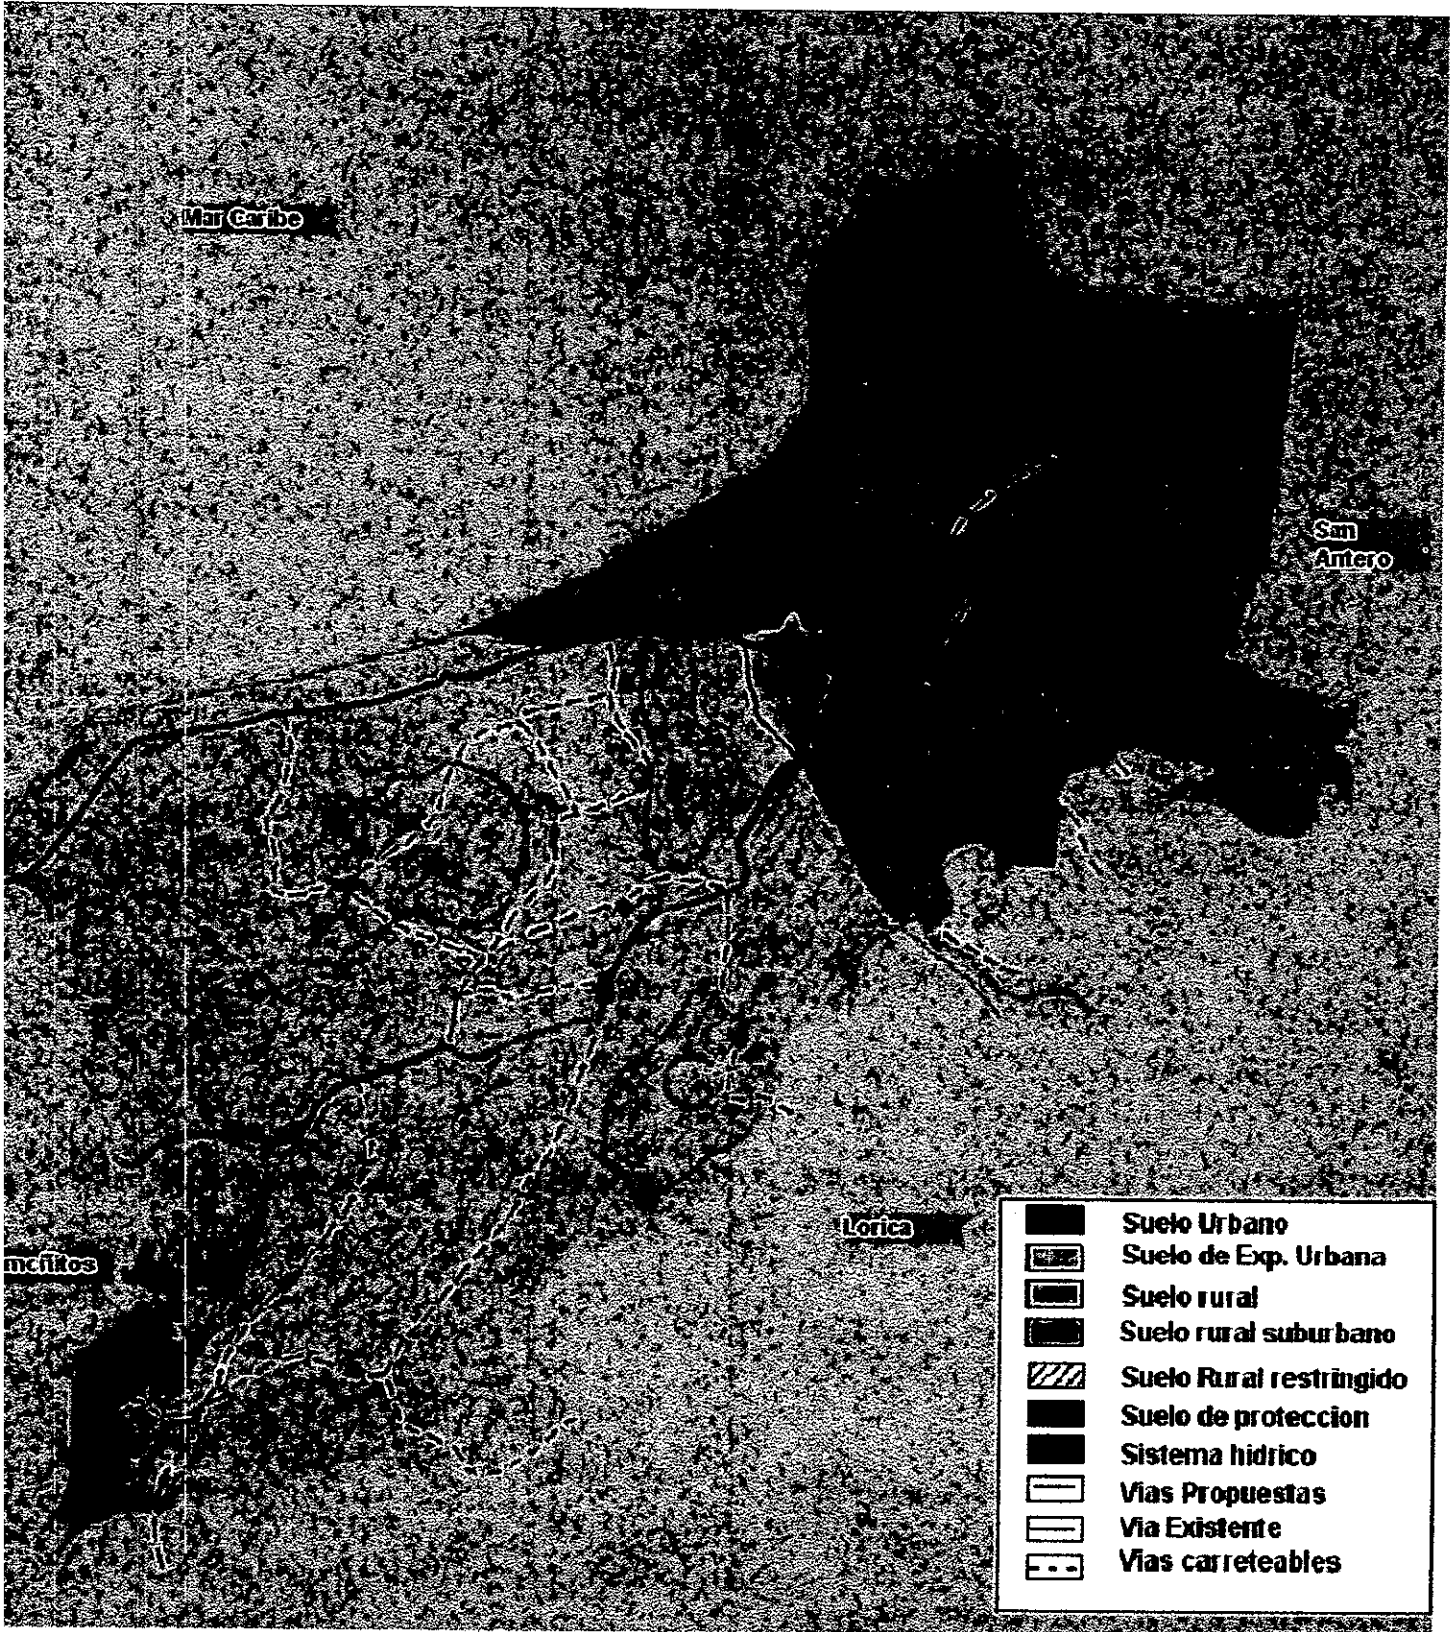 Mar Caribe
San
Antero
Lorica
Suelo Urbano
Suelo de Exp. Urbana
Suelo rural
Suelo rural suburbano
Suelo Rural restringido
Suelo de proteccion
Sistema hidrico
Vias Propuestas
Via Existente
Vias carreteables